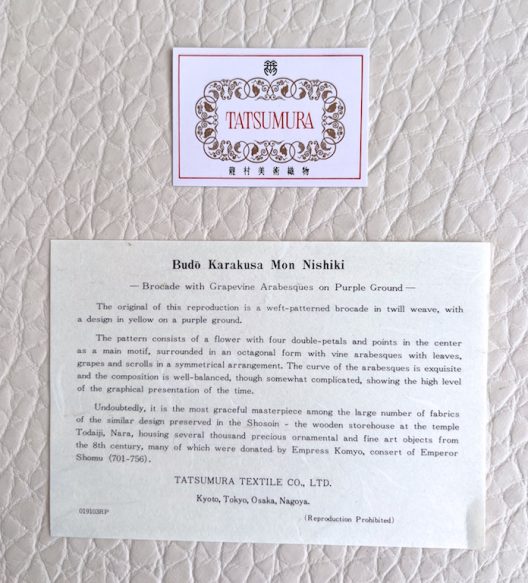 TATSUMURA
龍村美術織物
Budō Karakusa Mon Nishiki
— Brocade with Grapevine Arabesques on Purple Ground —
The original of this reproduction is a weft-patterned brocade in twill weave, with
a design in yellow on a purple ground.
The pattern consists of a flower with four double-petals and points in the center
as a main motif, surrounded in an octagonal form with vine arabesques with leaves,
grapes and scrolls in a symmetrical arrangement. The curve of the arabesques is exquisite
and the composition is well-balanced, though somewhat complicated, showing the high level
of the graphical presentation of the time.
Undoubtedly, it is the most graceful masterpiece among the large number of fabrics
of the similar design preserved in the Shosoin - the wooden storehouse at the temple
Todaiji, Nara, housing several thousand precious ornamental and fine art objects from
the 8th century, many of which were donated by Empress Komyo, consert of Emperor
Shomu (701-756).
TATSUMURA TEXTILE CO., LTD.
Kyoto, Tokyo, Osaka, Nagoya.
019103RP
(Reproduction Prohibited)